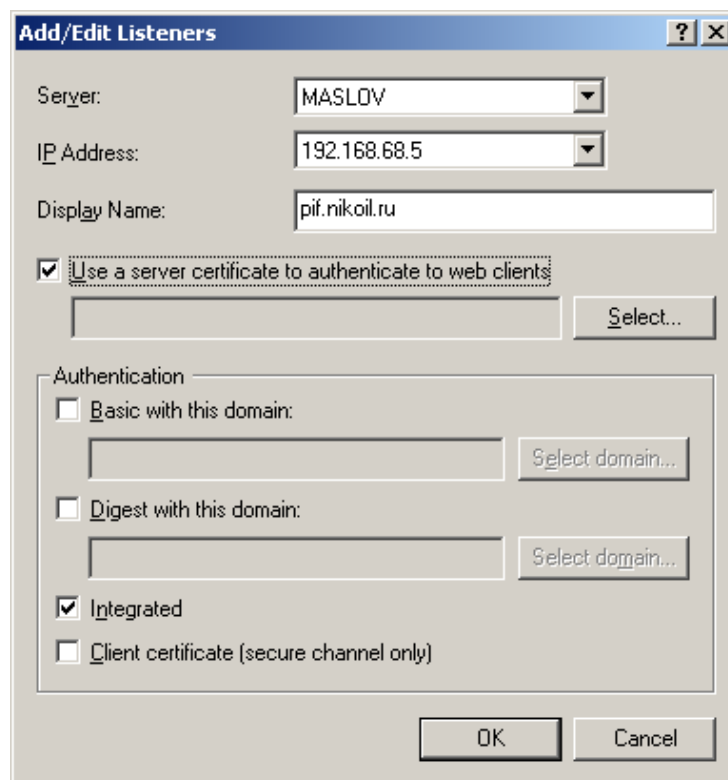 Add/Edit Listeners
Server: MASLOV
IP Address: 192.168.68.5
Display Name: pif.nikoil.ru
Use a server certificate to authenticate to web clients
Select...
Authentication
Basic with this domain:
Select domain...
Digest with this domain:
Select domain...
Integrated
Client certificate (secure channel only)
OK Cancel